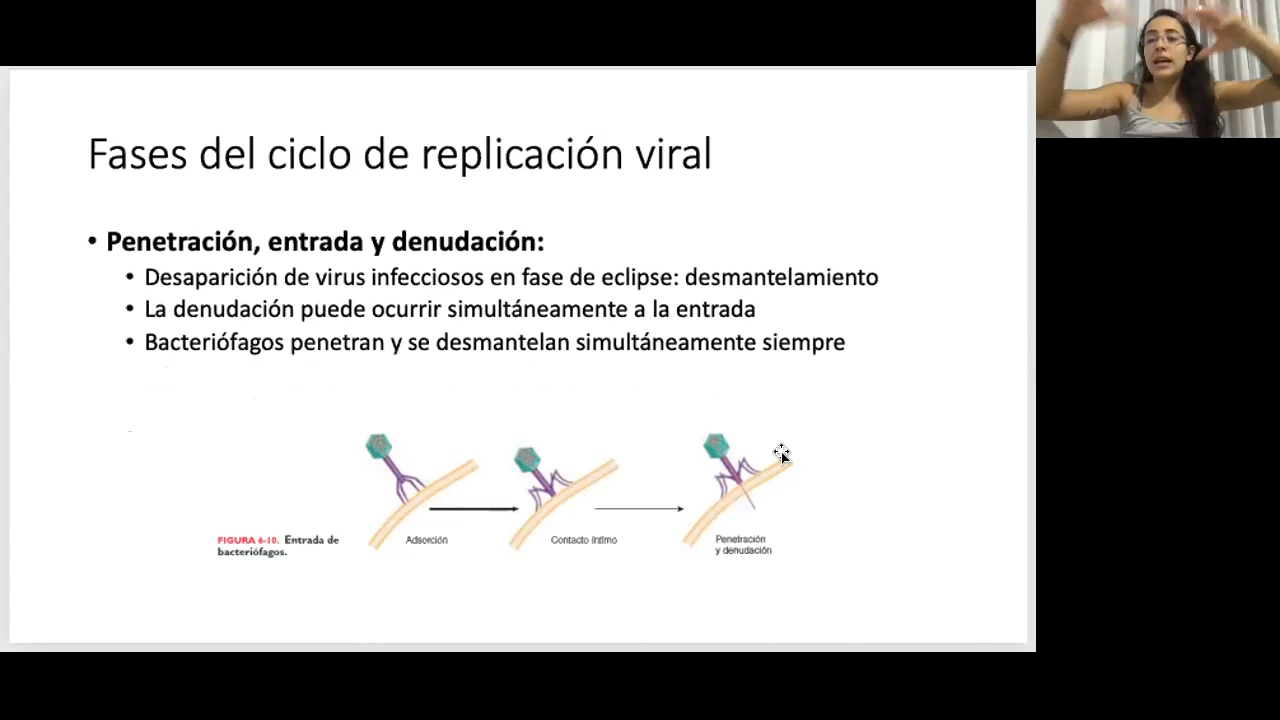 Fases del ciclo de replicación viral
• Penetración, entrada y denudación:
• Desaparición de virus infecciosos en fase de eclipse: desmantelamiento
• La denudación puede ocurrir simultáneamente a la entrada
• Bacteriófagos penetran y se desmantelan simultáneamente siempre
FIGURA 6-10. Entrada de
bacteriófagos.
Adsorción
Contacto íntimo
Penetración
y denudación